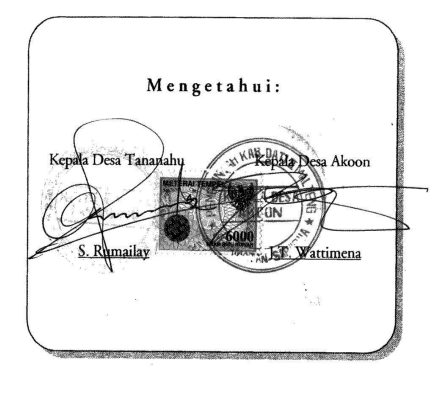 Mengetahui:
Kepala Desa Tananahu
Kepala Desa Akoon
METERAI TEMPEL
6000
S. Rumailay
J.T. Wattimena